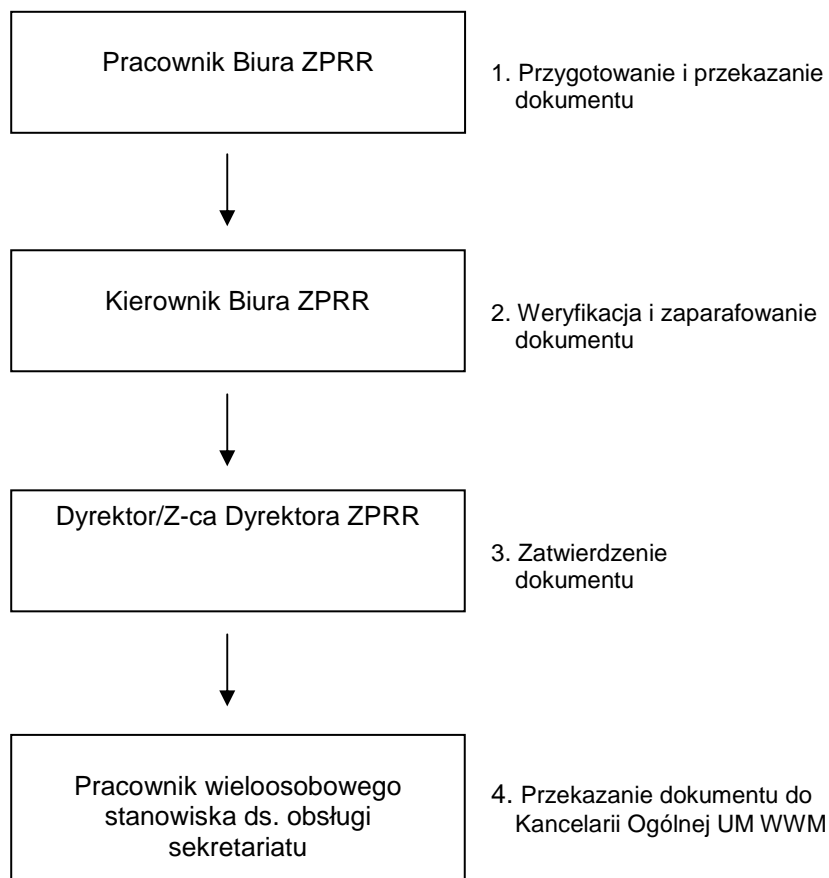 Pracownik Biura ZPRR
1. Przygotowanie i przekazanie
dokumentu
Kierownik Biura ZPRR
2. Weryfikacja i zaparafowanie
dokumentu
Dyrektor/Z-ca Dyrektora ZPRR
3. Zatwierdzenie
dokumentu
Pracownik wieloosobowego
stanowiska ds. obsługi
sekretariatu
4. Przekazanie dokumentu do
Kancelarii Ogólnej UM WWM